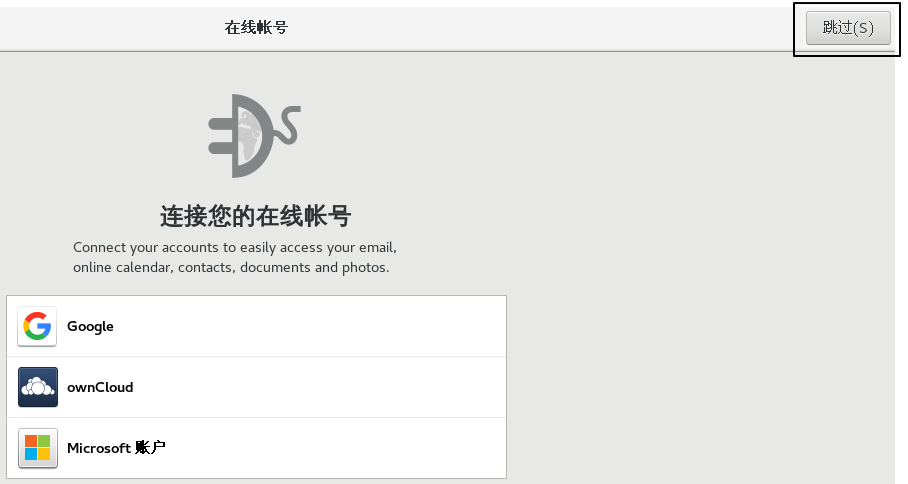 在线帐号
跳过(S)
连接您的在线帐号
Connect your accounts to easily access your email,
online calendar, contacts, documents and photos.
Google
ownCloud
Microsoft 账户